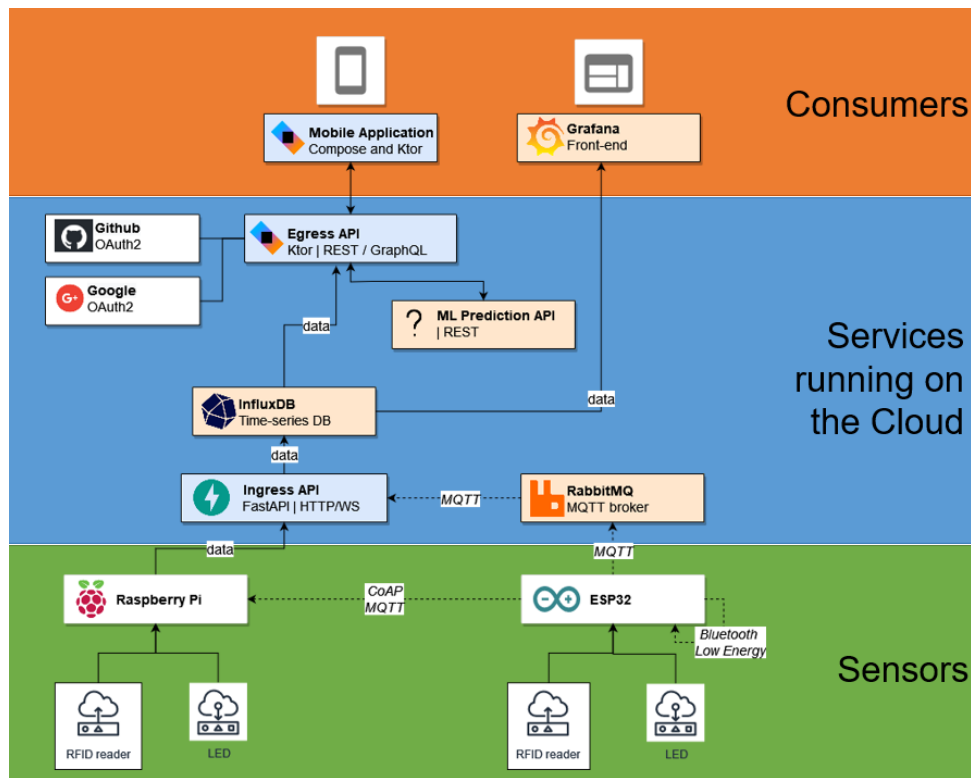 Consumers
Mobile Application
Compose and Ktor
Grafana
Front-end
Github
OAuth2
Egress API
Ktor | REST / GraphQL
G+
Google
OAuth2
?
ML Prediction API
| REST
data
Services
running on
the Cloud
InfluxDB
Time-series DB
data
data
Ingress API
FastAPI | HTTP/WS
MQTT
RabbitMQ
MQTT broker
data
MQTT
Raspberry Pi
CoAP
MQTT
ESP32
Bluetooth
Low Energy
Sensors
RFID reader
LED
RFID reader
LED